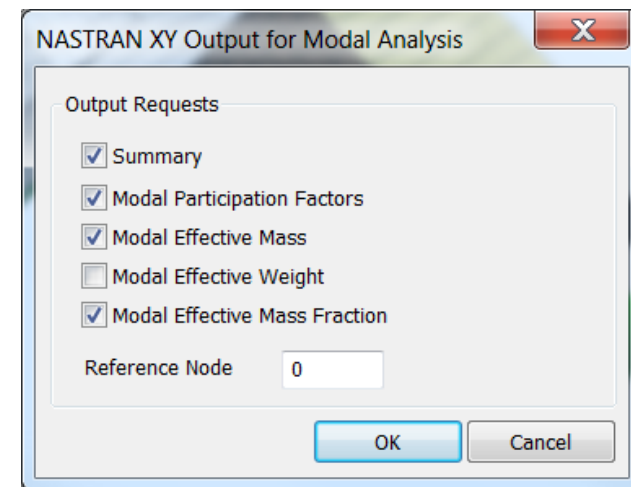 NASTRAN XY Output for Modal Analysis
Output Requests
Summary
Modal Participation Factors
Modal Effective Mass
Modal Effective Weight
Modal Effective Mass Fraction
Reference Node 0
OK Cancel